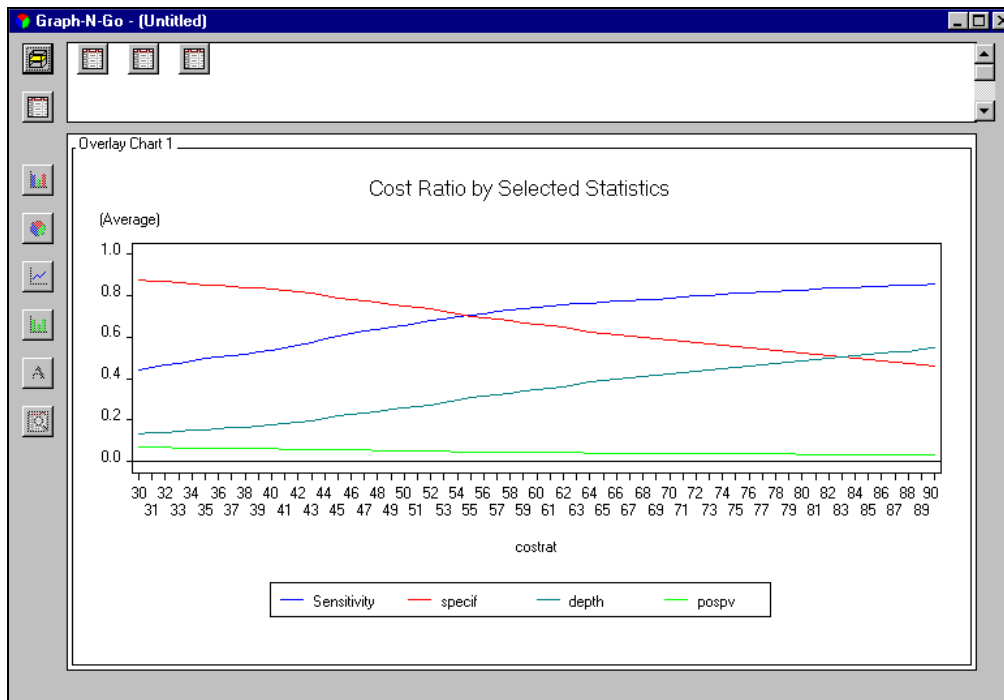 Graph-N-Go - (Untitled)
Overlay Chart 1
Cost Ratio by Selected Statistics
(Average)
1.0
0.8
0.6
0.4
0.2
0.0
30 32 34 36 38 40 42 44 46 48 50 52 54 56 58 60 62 64 66 68 70 72 74 76 78 80 82 84 86 88 90
31 33 35 37 39 41 43 45 47 49 51 53 55 57 59 61 63 65 67 69 71 73 75 77 79 81 83 85 87 89
costrat
Sensitivity specif depth pospv